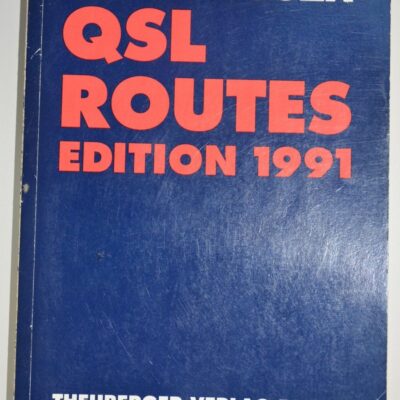 QSL
ROUTES
EDITION 1991
THEUBERGER VERLAG